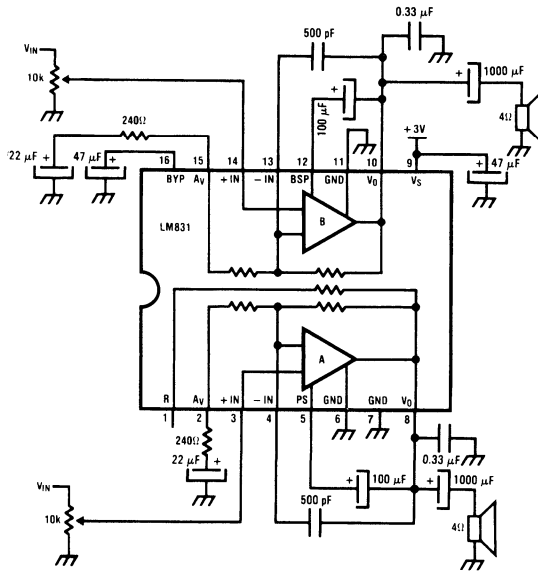 0.33 µF
500 pF
VIN
10k
100 µF
1000 µF
4Ω
240Ω
+ 3V
22 µF
47 µF
47 µF
16 15 14 13 12 11 10 9
BYP AV + IN − IN BSP GND VO VS
LM831
B
A
R AV + IN − IN PS GND GND VO
1 2 3 4 5 6 7 8
240Ω
22 µF
0.33 µF
VIN
10k
100 µF
1000 µF
500 pF
4Ω